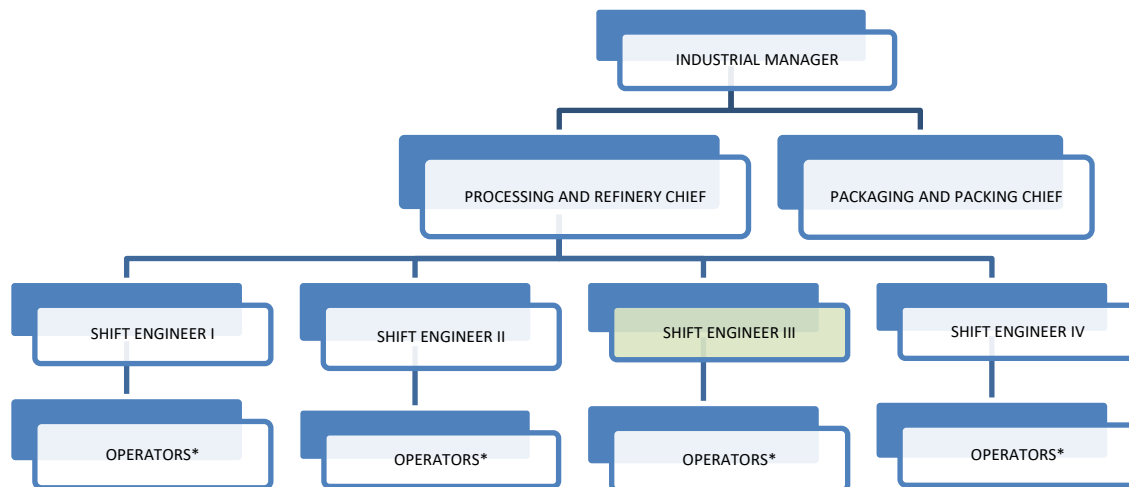 INDUSTRIAL MANAGER
PROCESSING AND REFINERY CHIEF
PACKAGING AND PACKING CHIEF
SHIFT ENGINEER I
SHIFT ENGINEER II
SHIFT ENGINEER III
SHIFT ENGINEER IV
OPERATORS*
OPERATORS*
OPERATORS*
OPERATORS*